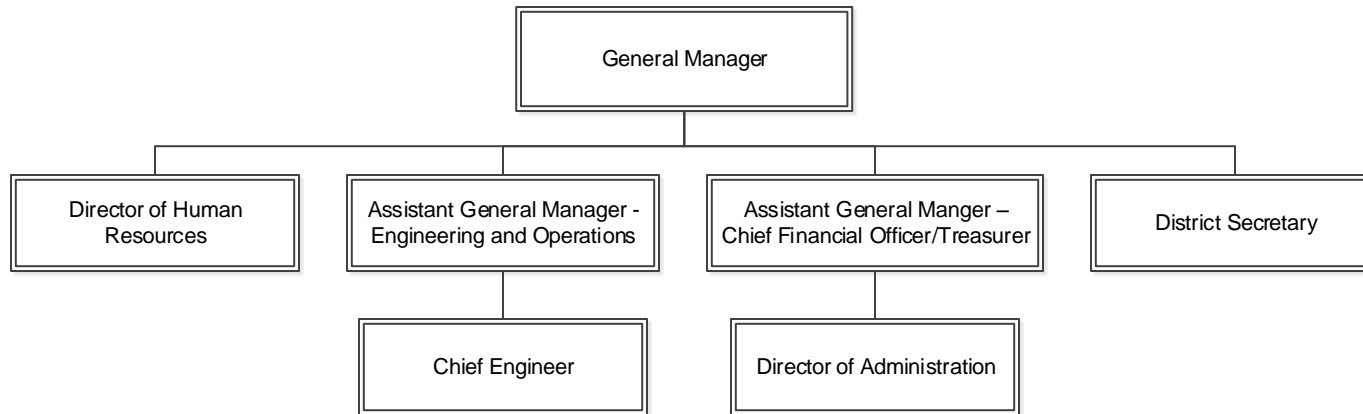 General Manager
Director of Human
Resources
Assistant General Manager -
Engineering and Operations
Assistant General Manger –
Chief Financial Officer/Treasurer
District Secretary
Chief Engineer
Director of Administration